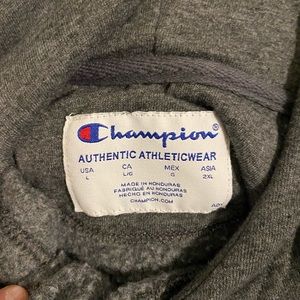 Champion®
AUTHENTIC ATHLETICWEAR
USA CA MEX ASIA
L L/G G 2XL
MADE IN HONDURAS
FABRIQUÉ AU HONDURAS
HECHO EN HONDURAS
CHAMPION.COM